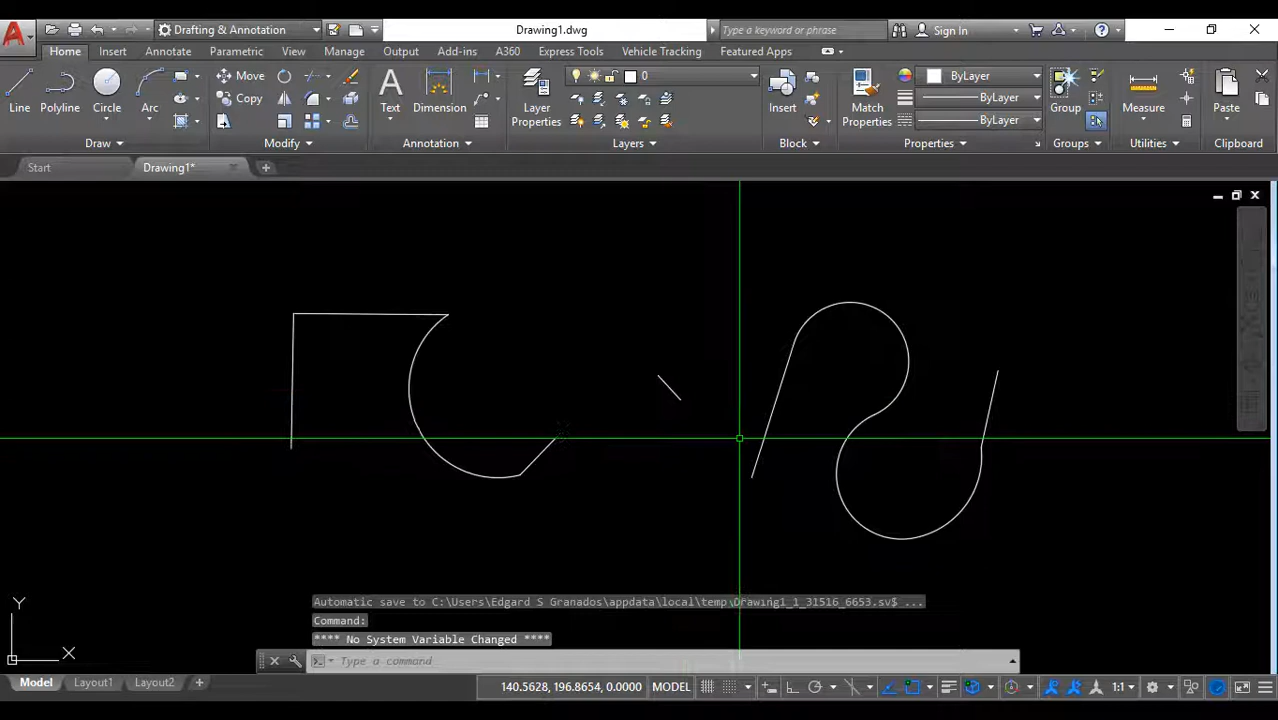 Drafting & Annotation
Drawing1.dwg
Type a keyword or phrase
Sign In
Home Insert Annotate Parametric View Manage Output Add-ins A360 Express Tools Vehicle Tracking Featured Apps
Move
Copy
0
ByLayer
ByLayer
ByLayer
Line Polyline Circle Arc
Text Dimension
Layer
Properties
Insert
Match
Properties
Group
Measure
Paste
Draw Modify Annotation Layers Block Properties Groups Utilities Clipboard
Start Drawing1*
Automatic save to C:\Users\Edgard S Granados\appdata\local\temp\Drawing1_1_31516_6653.sv$ ...
Command:
**** No System Variable Changed ****
Type a command
Y
X
Model Layout1 Layout2
140.5628, 196.8654, 0.0000 MODEL
1:1